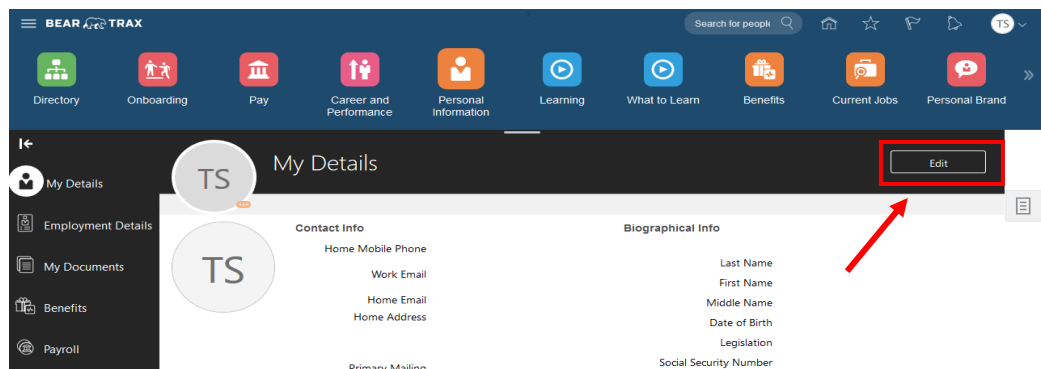 BEAR TRAX
Search for people
TS
Directory
Onboarding
Pay
Career and
Performance
Personal
Information
Learning
What to Learn
Benefits
Current Jobs
Personal Brand
My Details
Employment Details
My Documents
Benefits
Payroll
TS
My Details
Edit
TS
Contact Info
Home Mobile Phone
Work Email
Home Email
Home Address
Primary Mailing
Biographical Info
Last Name
First Name
Middle Name
Date of Birth
Legislation
Social Security Number